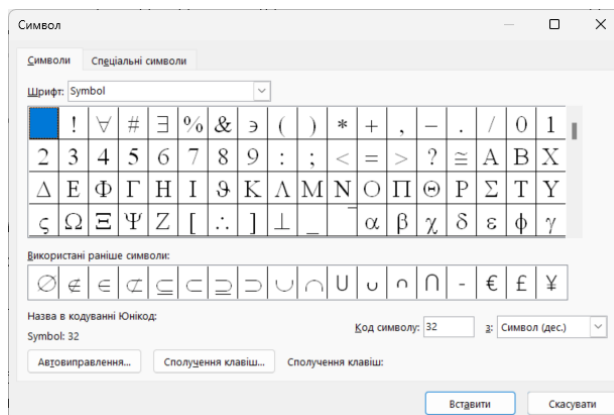 Символ
Символи Спеціальні символи
Шрифт: Symbol
! ∀ # ∃ % & ∍ ( ) * + , − . / 0 1
2 3 4 5 6 7 8 9 : ; < = > ? ≅ Α Β Χ
Δ Ε Φ Γ Η Ι ϑ Κ Λ Μ Ν Ο Π Θ Ρ Σ Τ Υ
ς Ω Ξ Ψ Ζ [ ∴ ] ⊥ _ ‾ α β χ δ ε ϕ γ
Використані раніше символи:
∅ ∉ ∈ ⊄ ⊆ ⊂ ⊇ ⊃ ∪ ∩ U ∪ ∩ ⋂ - € £ ¥
Назва в кодуванні Юнікод:
Symbol: 32
Код символу: 32 з: Символ (дес.)
Автовиправлення... Сполучення клавіш... Сполучення клавіш:
Вставити Скасувати